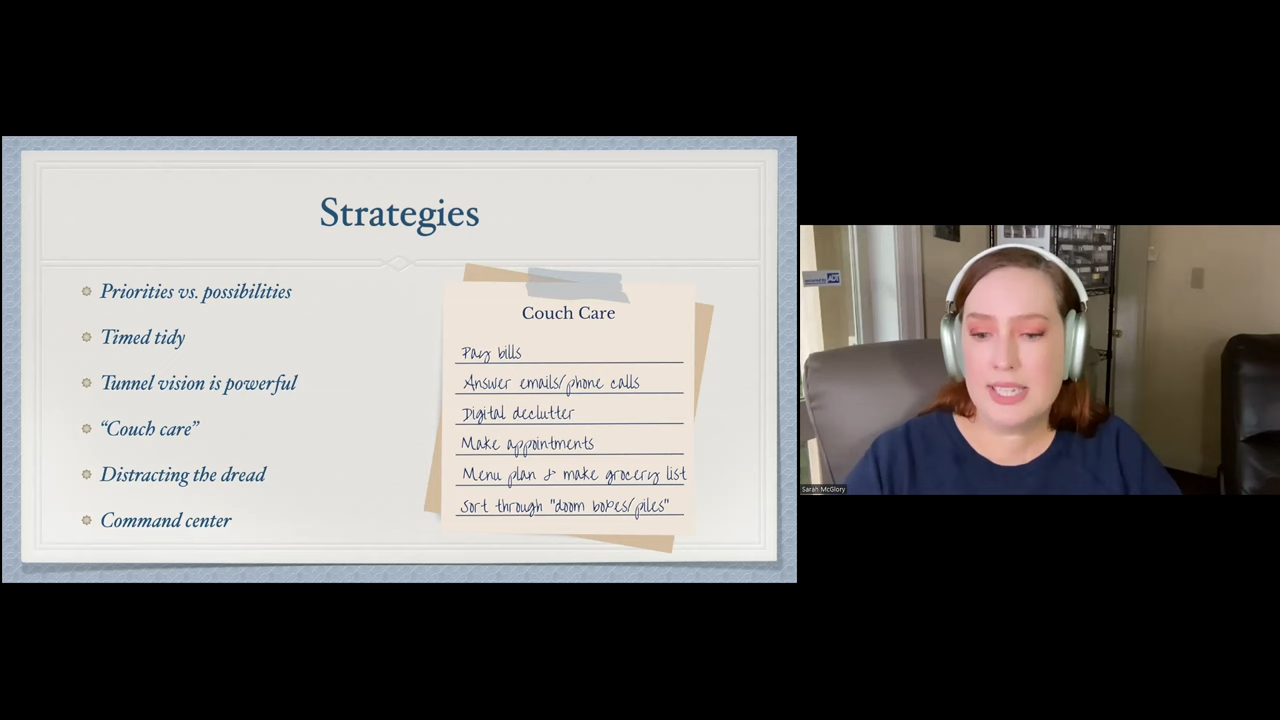 Strategies
Priorities vs. possibilities
Timed tidy
Tunnel vision is powerful
“Couch care”
Distracting the dread
Command center
Couch Care
Pay bills
Answer emails/phone calls
Digital declutter
Make appointments
Menu plan & make grocery list
Sort through "doom boxes/piles"
ADT
Sarah McGlory